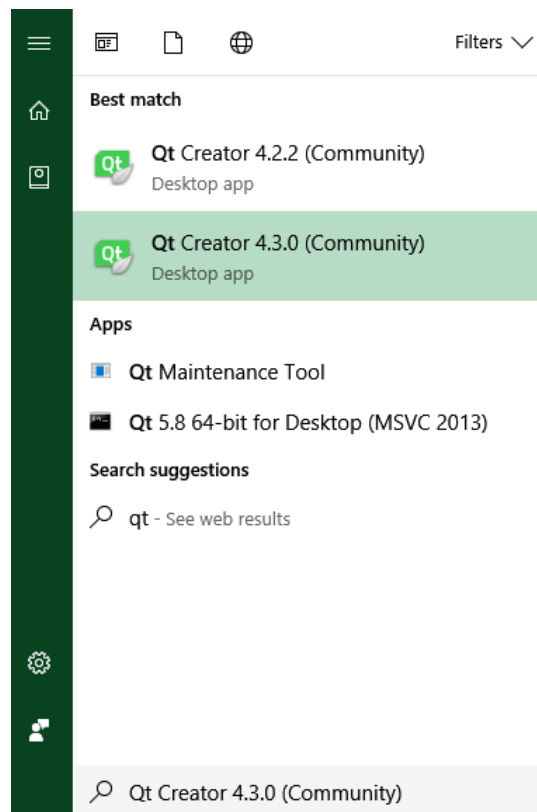 Filters
Best match
Qt Creator 4.2.2 (Community)
Desktop app
Qt Creator 4.3.0 (Community)
Desktop app
Apps
Qt Maintenance Tool
Qt 5.8 64-bit for Desktop (MSVC 2013)
Search suggestions
qt - See web results
Qt Creator 4.3.0 (Community)